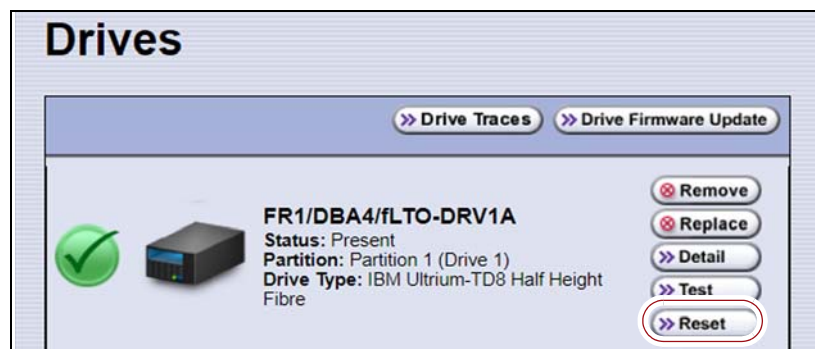 Drives
Drive Traces
Drive Firmware Update
FR1/DBA4/fLTO-DRV1A
Status: Present
Partition: Partition 1 (Drive 1)
Drive Type: IBM Ultrium-TD8 Half Height
Fibre
Remove
Replace
Detail
Test
Reset